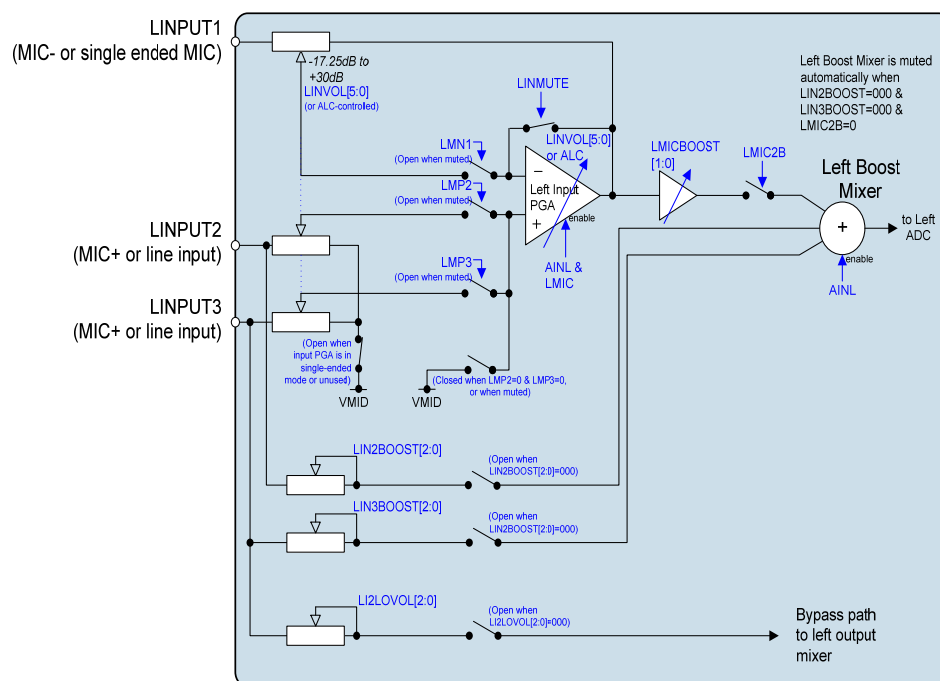 LINPUT1
(MIC- or single ended MIC)
-17.25dB to
+30dB
LINVOL[5:0]
(or ALC-controlled)
LINMUTE
Left Boost Mixer is muted
automatically when
LIN2BOOST=000 &
LIN3BOOST=000 &
LMIC2B=0
LMN1
(Open when muted)
LINVOL[5:0]
or ALC
LMICBOOST
[1:0]
LMIC2B
Left Boost
Mixer
LMP2
(Open when muted)
−
Left Input
PGA
+
enable
LINPUT2
(MIC+ or line input)
+
enable
to Left
ADC
LMP3
(Open when muted)
AINL &
LMIC
AINL
LINPUT3
(MIC+ or line input)
(Open when
input PGA is in
single-ended
mode or unused)
VMID
VMID
(Closed when LMP2=0 & LMP3=0,
or when muted)
LIN2BOOST[2:0]
(Open when
LIN2BOOST[2:0]=000)
LIN3BOOST[2:0]
(Open when
LIN2BOOST[2:0]=000)
LI2LOVOL[2:0]
(Open when
LI2LOVOL[2:0]=000)
Bypass path
to left output
mixer